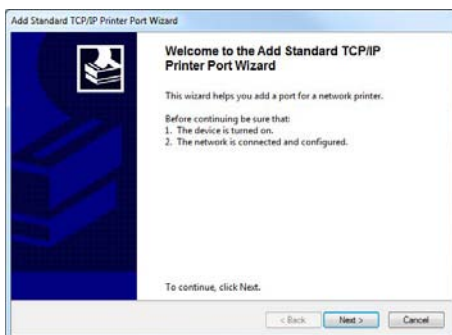 Add Standard TCP/IP Printer Port Wizard
Welcome to the Add Standard TCP/IP
Printer Port Wizard
This wizard helps you add a port for a network printer.
Before continuing be sure that:
1. The device is turned on.
2. The network is connected and configured.
To continue, click Next.
< Back Next > Cancel